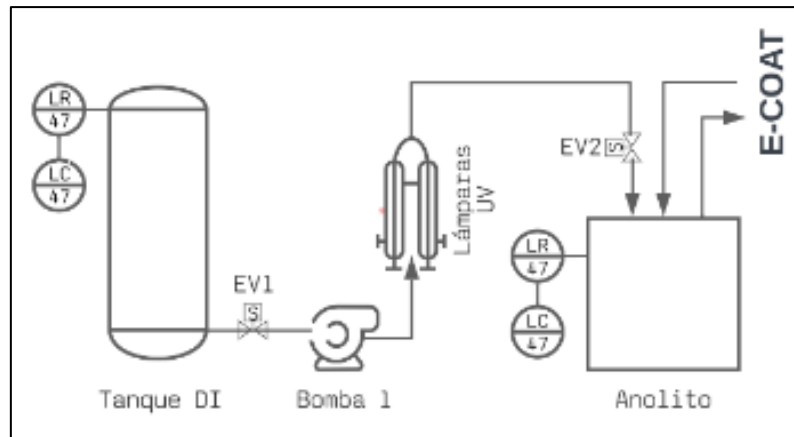 LR
47
LC
47
EV1
S
Tanque DI
Bomba 1
Lámparas
UV
EV2
S
E-COAT
LR
47
LC
47
Anolito